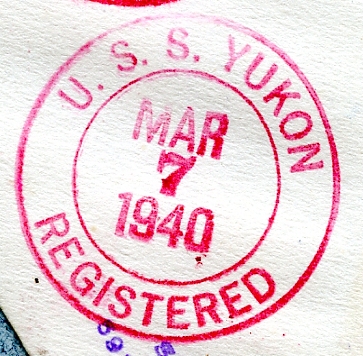 U. S. S. YUKON
MAR
7
1940
REGISTERED